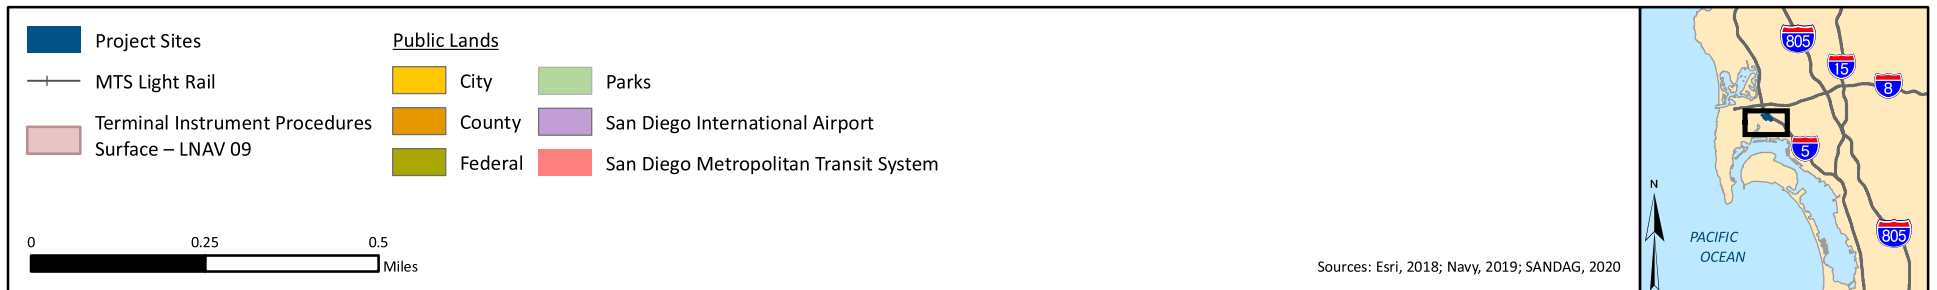 Project Sites
MTS Light Rail
Terminal Instrument Procedures
Surface – LNAV 09
Public Lands
City
County
Federal
Parks
San Diego International Airport
San Diego Metropolitan Transit System
0 0.25 0.5
Miles
Sources: Esri, 2018; Navy, 2019; SANDAG, 2020
805
15
8
5
805
N
PACIFIC
OCEAN